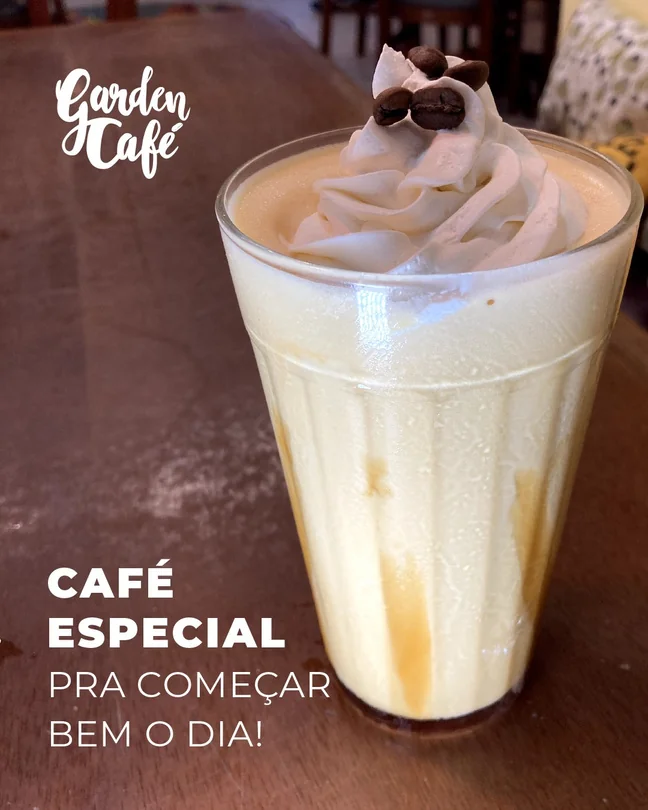 Garden
Café
CAFÉ
ESPECIAL
PRA COMEÇAR
BEM O DIA!